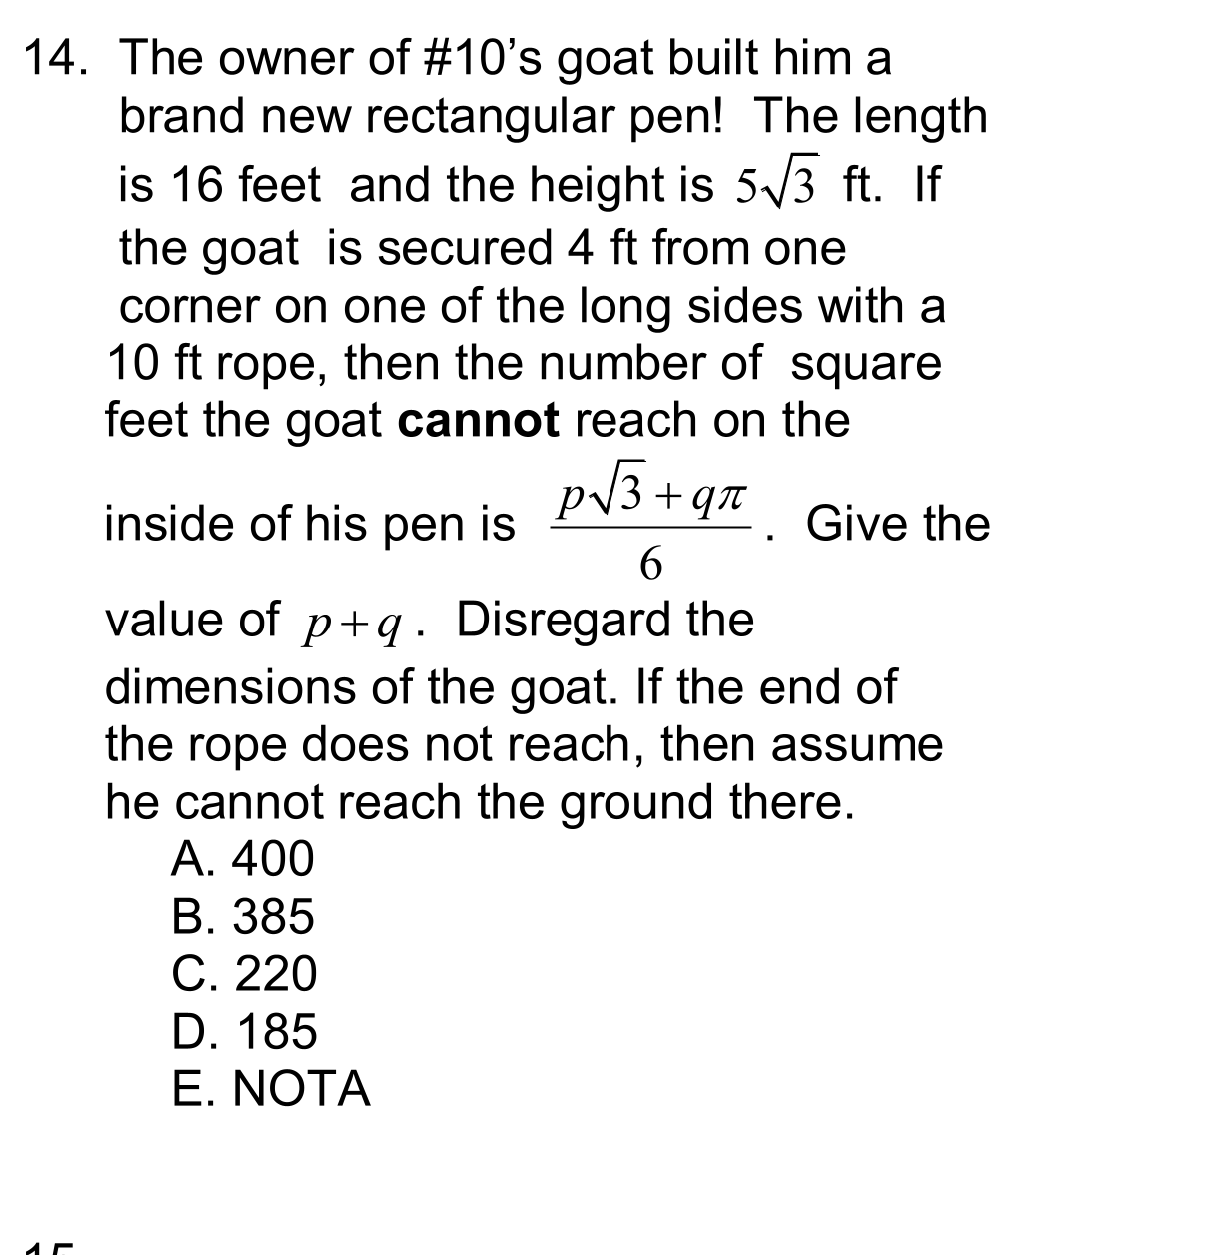 14. The owner of #10’s goat built him a
brand new rectangular pen! The length
is 16 feet and the height is 5√3 ft. If
the goat is secured 4 ft from one
corner on one of the long sides with a
10 ft rope, then the number of square
feet the goat cannot reach on the
inside of his pen is (p√3 + qπ)/6. Give the
value of p+q. Disregard the
dimensions of the goat. If the end of
the rope does not reach, then assume
he cannot reach the ground there.
A. 400
B. 385
C. 220
D. 185
E. NOTA